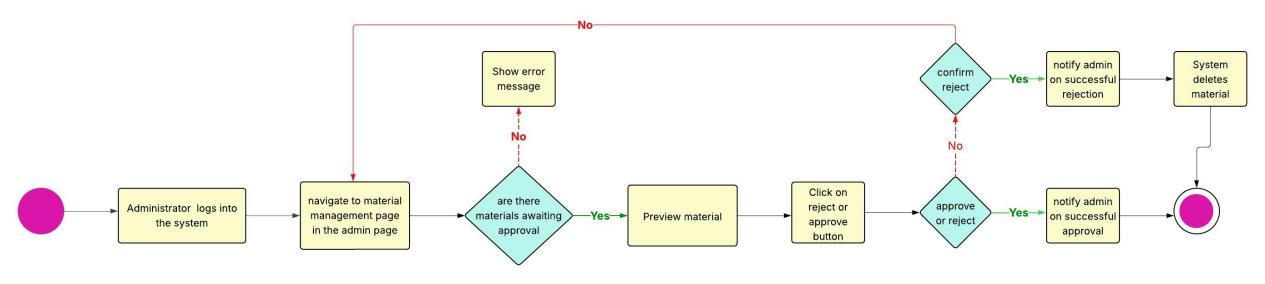 No
Show error
message
No
confirm
reject
Yes
notify admin
on successful
rejection
System
deletes
material
No
Administrator  logs into
the system
navigate to material
management page
in the admin page
are there
materials awaiting
approval
Yes
Preview material
Click on
reject or
approve
button
approve
or reject
Yes
notify admin
on successful
approval